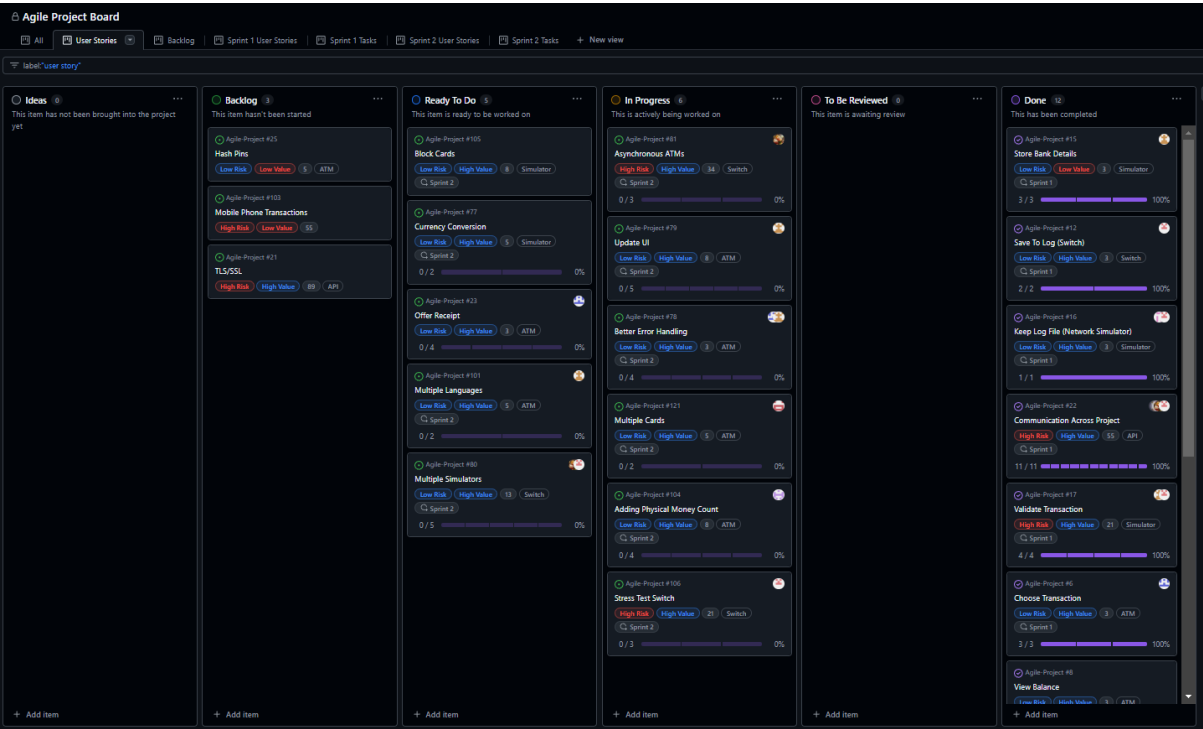 Agile Project Board
All
User Stories
Backlog
Sprint 1 User Stories
Sprint 1 Tasks
Sprint 2 User Stories
Sprint 2 Tasks
+ New view
label:"user story"
Ideas 0
This item has not been brought into the project
yet
+ Add item
Backlog 3
This item hasn't been started
Agile-Project #25
Hash Pins
Low Risk Low Value 5 ATM
Agile-Project #103
Mobile Phone Transactions
High Risk Low Value 55
Agile-Project #21
TLS/SSL
High Risk High Value 89 API
+ Add item
Ready To Do 5
This item is ready to be worked on
Agile-Project #105
Block Cards
Low Risk High Value 8 Simulator
Sprint 2
Agile-Project #77
Currency Conversion
Low Risk High Value 5 Simulator
Sprint 2
0 / 2 0%
Agile-Project #23
Offer Receipt
Low Risk High Value 3 ATM
0 / 4 0%
Agile-Project #101
Multiple Languages
Low Risk High Value 5 ATM
Sprint 2
0 / 2 0%
Agile-Project #80
Multiple Simulators
Low Risk High Value 13 Switch
Sprint 2
0 / 5 0%
+ Add item
In Progress 6
This is actively being worked on
Agile-Project #81
Asynchronous ATMs
High Risk High Value 34 Switch
Sprint 2
0 / 3 0%
Agile-Project #79
Update UI
Low Risk High Value 8 ATM
Sprint 2
0 / 5 0%
Agile-Project #78
Better Error Handling
Low Risk High Value 3 ATM
Sprint 2
0 / 4 0%
Agile-Project #121
Multiple Cards
Low Risk High Value 5 ATM
Sprint 2
0 / 2 0%
Agile-Project #104
Adding Physical Money Count
Low Risk High Value 8 ATM
Sprint 2
0 / 4 0%
Agile-Project #106
Stress Test Switch
High Risk High Value 21 Switch
Sprint 2
0 / 3 0%
+ Add item
To Be Reviewed 0
This item is awaiting review
+ Add item
Done 12
This has been completed
Agile-Project #15
Store Bank Details
Low Risk Low Value 3 Simulator
Sprint 1
3 / 3 100%
Agile-Project #12
Save To Log (Switch)
Low Risk High Value 3 Switch
Sprint 1
2 / 2 100%
Agile-Project #16
Keep Log File (Network Simulator)
Low Risk High Value 3 Simulator
Sprint 1
1 / 1 100%
Agile-Project #22
Communication Across Project
High Risk High Value 55 API
Sprint 1
11 / 11 100%
Agile-Project #17
Validate Transaction
High Risk High Value 21 Simulator
Sprint 1
4 / 4 100%
Agile-Project #6
Choose Transaction
Low Risk High Value 3 ATM
Sprint 1
3 / 3 100%
Agile-Project #8
View Balance
Low Risk High Value 3 ATM
+ Add item